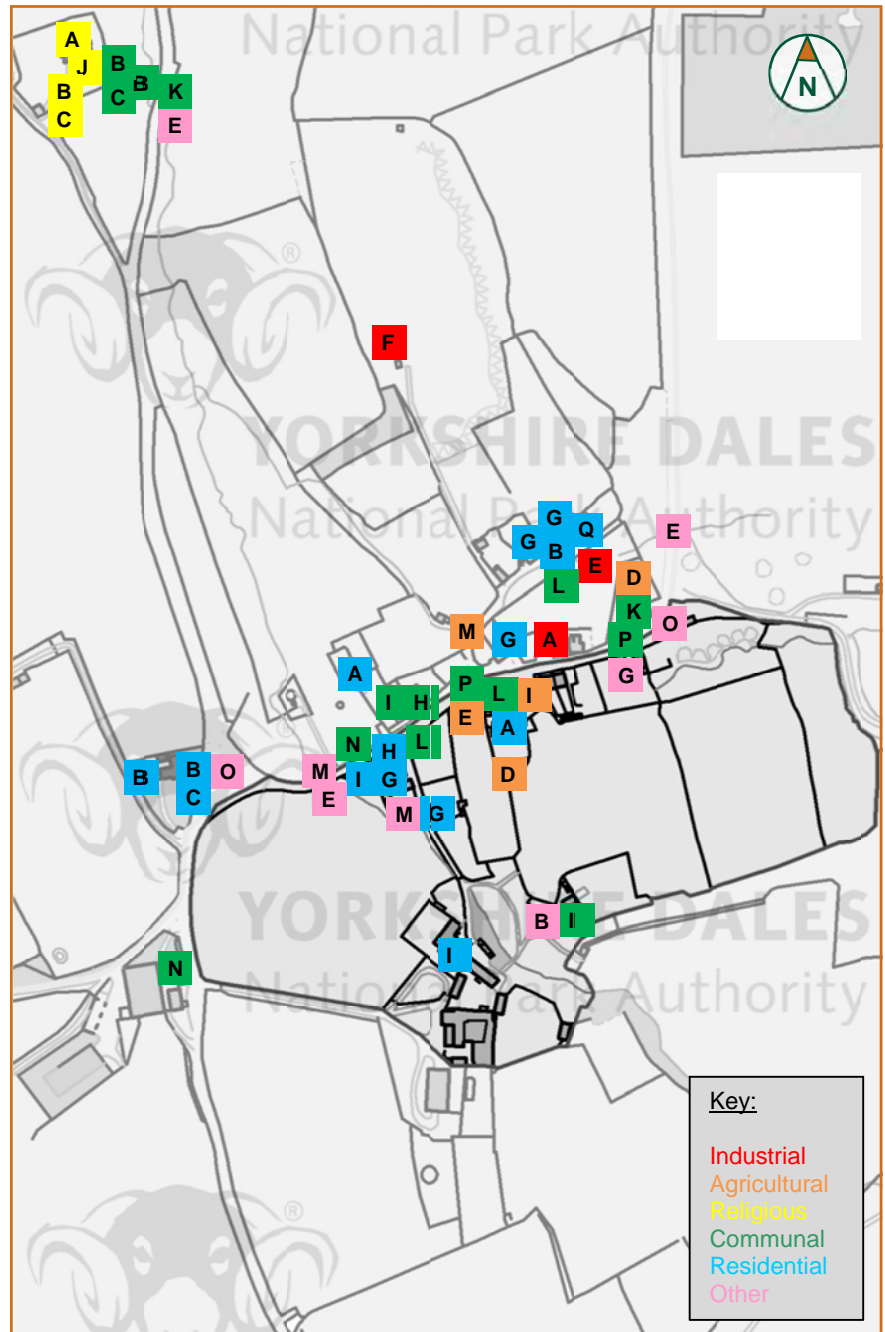 National Park Authority
A
J
B
B
B
C
K
C
E
N
®
F
YORKSHIRE DALES
National Park Authority
G
Q
G
B
E
E
L
D
K
M
G
A
O
P
A
P
G
I
H
L
I
E
A
N
H
L
B
B
O
M
I
G
D
C
E
M
G
YORKSHIRE DALES
B
I
I
N
National Park Authority
Key:
Industrial
Agricultural
Religious
Communal
Residential
Other
®